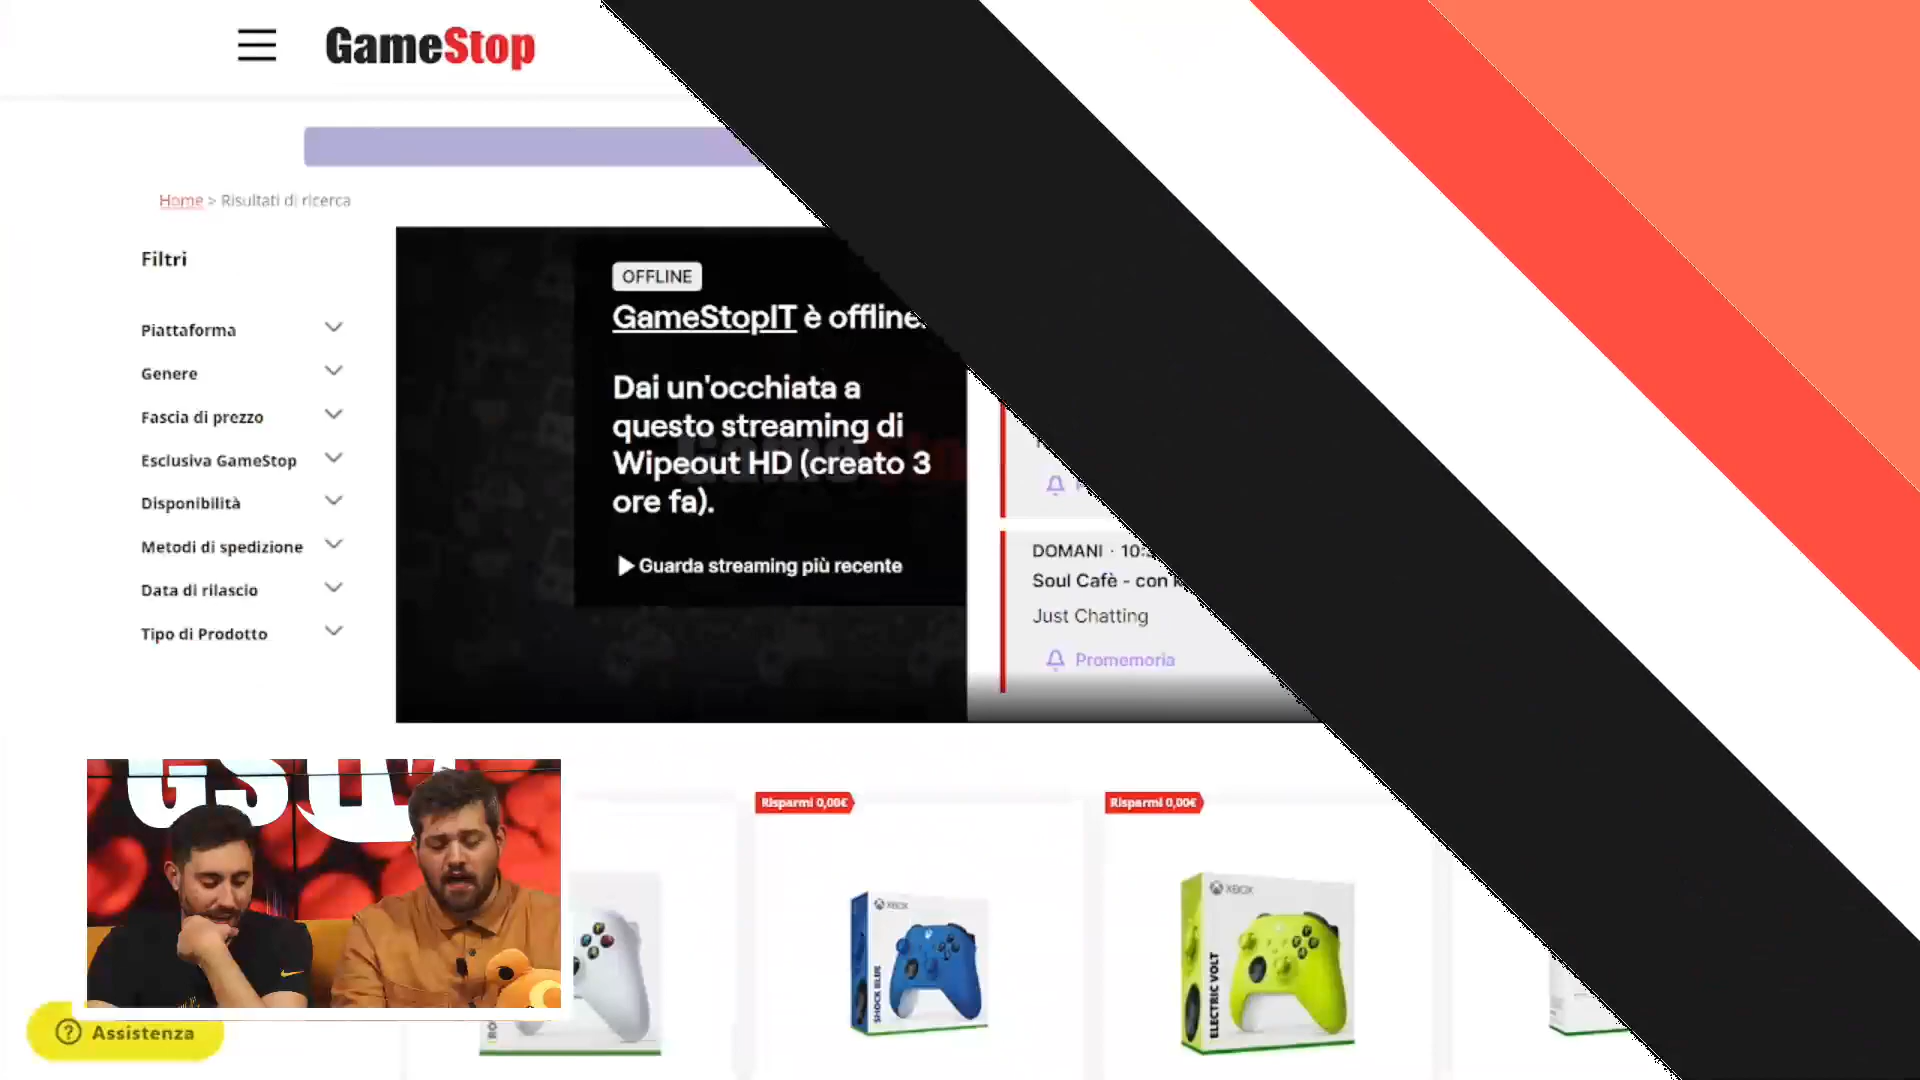 GameStop
Home > Risultati di ricerca
Filtri
Piattaforma
Genere
Fascia di prezzo
Esclusiva GameStop
Disponibilità
Metodi di spedizione
Data di rilascio
Tipo di Prodotto
OFFLINE
GameStopIT è offline.
Dai un'occhiata a
questo streaming di
Wipeout HD (creato 3
ore fa).
Guarda streaming più recente
DOMANI · 10:
Soul Cafè - con
Just Chatting
Promemoria
Risparmi 0,00€
Risparmi 0,00€
XBOX
SHOCK BLUE
XBOX
ELECTRIC VOLT
Assistenza